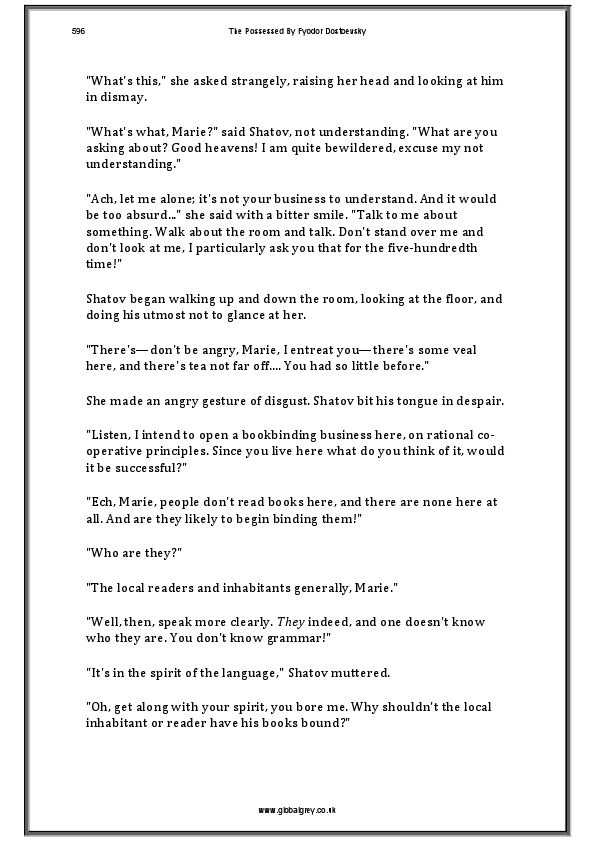 596
The Possessed By Fyodor Dostoevsky
"What's this," she asked strangely, raising her head and looking at him
in dismay.
"What's what, Marie?" said Shatov, not understanding. "What are you
asking about? Good heavens! I am quite bewildered, excuse my not
understanding."
"Ach, let me alone; it's not your business to understand. And it would
be too absurd..." she said with a bitter smile. "Talk to me about
something. Walk about the room and talk. Don't stand over me and
don't look at me, I particularly ask you that for the five-hundredth
time!"
Shatov began walking up and down the room, looking at the floor, and
doing his utmost not to glance at her.
"There's—don't be angry, Marie, I entreat you—there's some veal
here, and there's tea not far off.... You had so little before."
She made an angry gesture of disgust. Shatov bit his tongue in despair.
"Listen, I intend to open a bookbinding business here, on rational co-
operative principles. Since you live here what do you think of it, would
it be successful?"
"Ech, Marie, people don't read books here, and there are none here at
all. And are they likely to begin binding them!"
"Who are they?"
"The local readers and inhabitants generally, Marie."
"Well, then, speak more clearly. They indeed, and one doesn't know
who they are. You don't know grammar!"
"It's in the spirit of the language," Shatov muttered.
"Oh, get along with your spirit, you bore me. Why shouldn't the local
inhabitant or reader have his books bound?"
www.globalgrey.co.uk